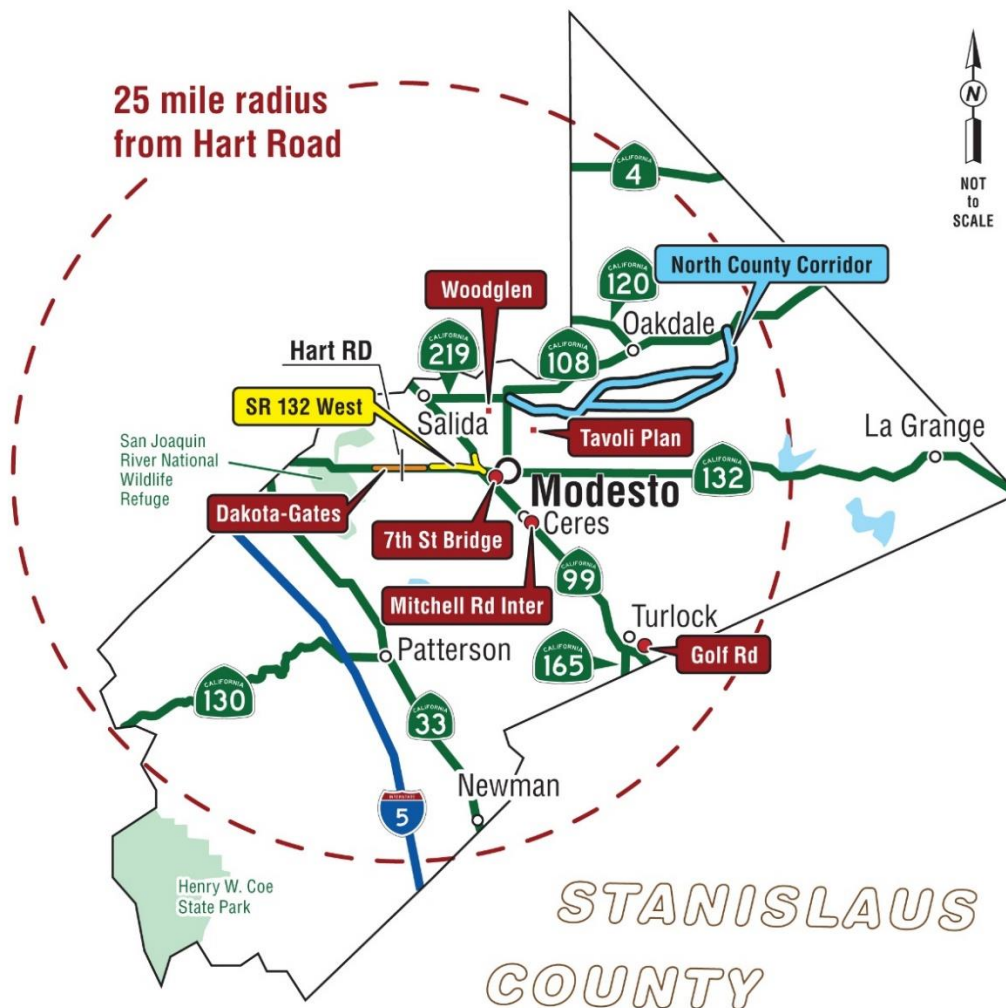 25 mile radius
from Hart Road
N
NOT
to
SCALE
CALIFORNIA
4
North County Corridor
CALIFORNIA
120
Woodglen
Oakdale
Hart RD
CALIFORNIA
219
CALIFORNIA
108
SR 132 West
Salida
Tavoli Plan
La Grange
San Joaquin
River National
Wildlife
Refuge
CALIFORNIA
132
Modesto
Dakota-Gates
7th St Bridge
Ceres
CALIFORNIA
99
Mitchell Rd Inter
Turlock
Patterson
CALIFORNIA
165
Golf Rd
CALIFORNIA
130
CALIFORNIA
33
Newman
INTERSTATE
5
Henry W. Coe
State Park
STANISLAUS
COUNTY